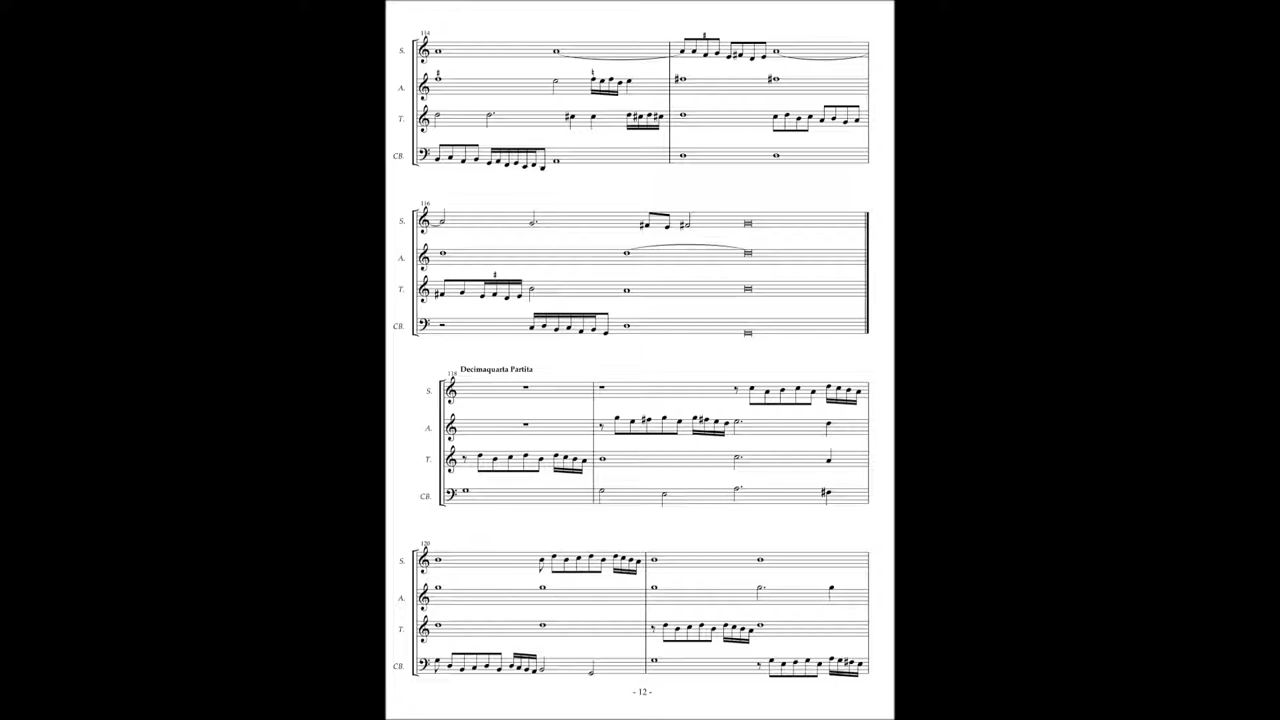 114
S.
A.
T.
CB.
116
S.
A.
T.
CB.
Decimaquarta Partita
118
S.
A.
T.
CB.
120
S.
A.
T.
CB.
- 12 -